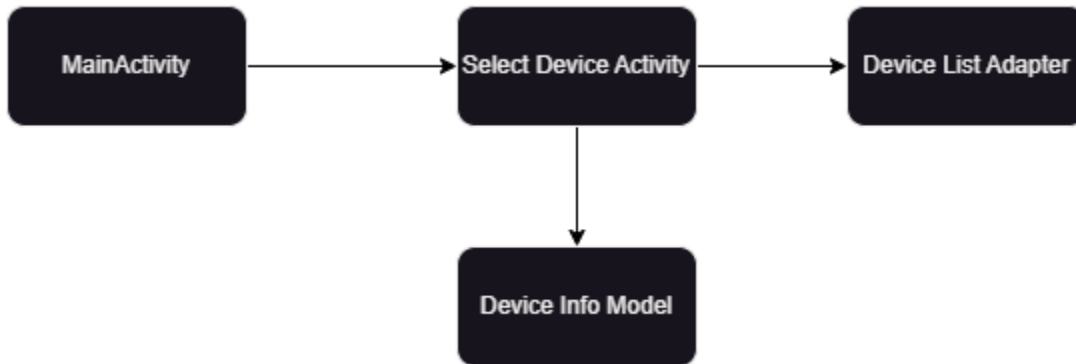 MainActivity
Select Device Activity
Device List Adapter
Device Info Model